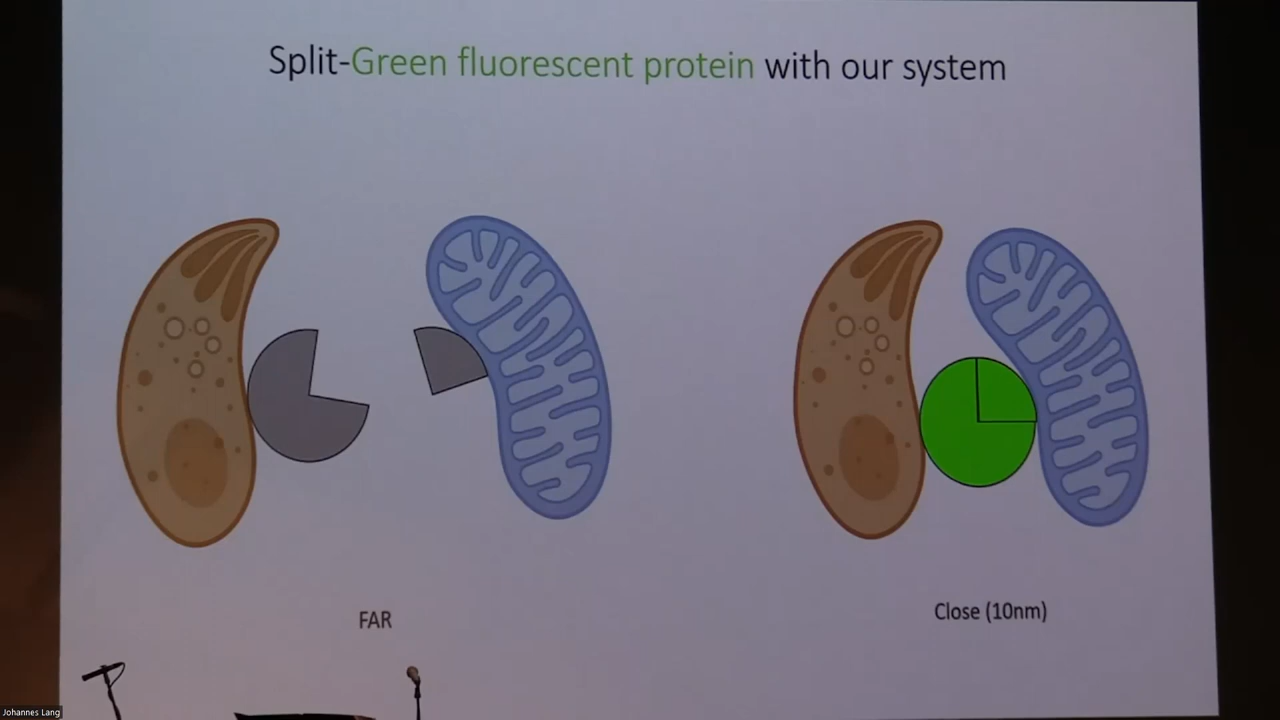 Split-Green fluorescent protein with our system
FAR
Close (10nm)
Johannes Lang